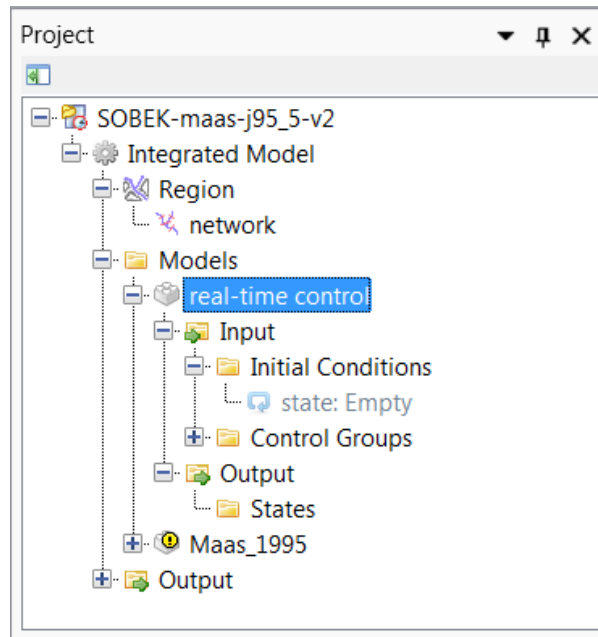 Project
SOBEK-maas-j95_5-v2
Integrated Model
Region
network
Models
real-time control
Input
Initial Conditions
state: Empty
Control Groups
Output
States
Maas_1995
Output